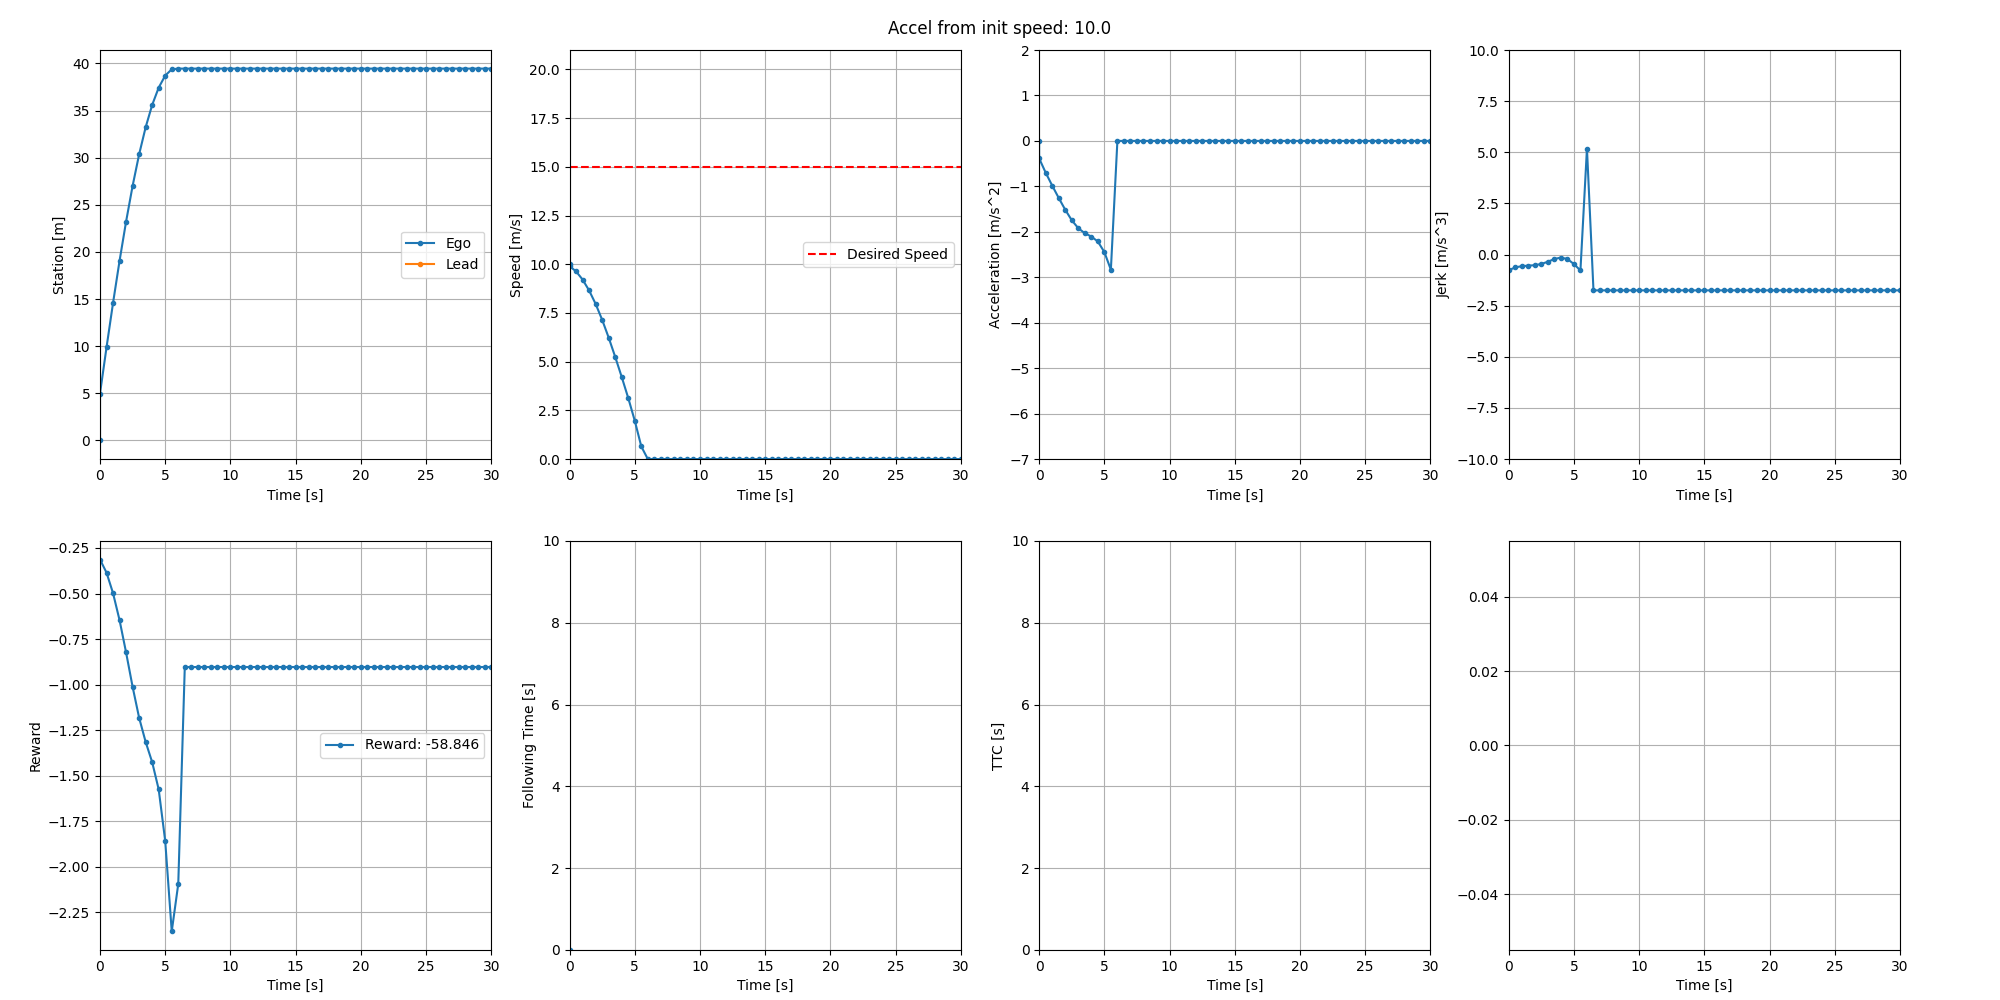 Accel from init speed: 10.0
40
35
30
25
20
15
10
5
0
Station [m]
Ego
Lead
0 5 10 15 20 25 30
Time [s]
20.0
17.5
15.0
12.5
10.0
7.5
5.0
2.5
0.0
Speed [m/s]
Desired Speed
0 5 10 15 20 25 30
Time [s]
2
1
0
−1
−2
−3
−4
−5
−6
−7
Acceleration [m/s^2]
0 5 10 15 20 25 30
Time [s]
10.0
7.5
5.0
2.5
0.0
−2.5
−5.0
−7.5
−10.0
Jerk [m/s^3]
0 5 10 15 20 25 30
Time [s]
−0.25
−0.50
−0.75
−1.00
−1.25
−1.50
−1.75
−2.00
−2.25
Reward
Reward: -58.846
0 5 10 15 20 25 30
Time [s]
10
8
6
4
2
0
Following Time [s]
0 5 10 15 20 25 30
Time [s]
10
8
6
4
2
0
TTC [s]
0 5 10 15 20 25 30
Time [s]
0.04
0.02
0.00
−0.02
−0.04
0 5 10 15 20 25 30
Time [s]